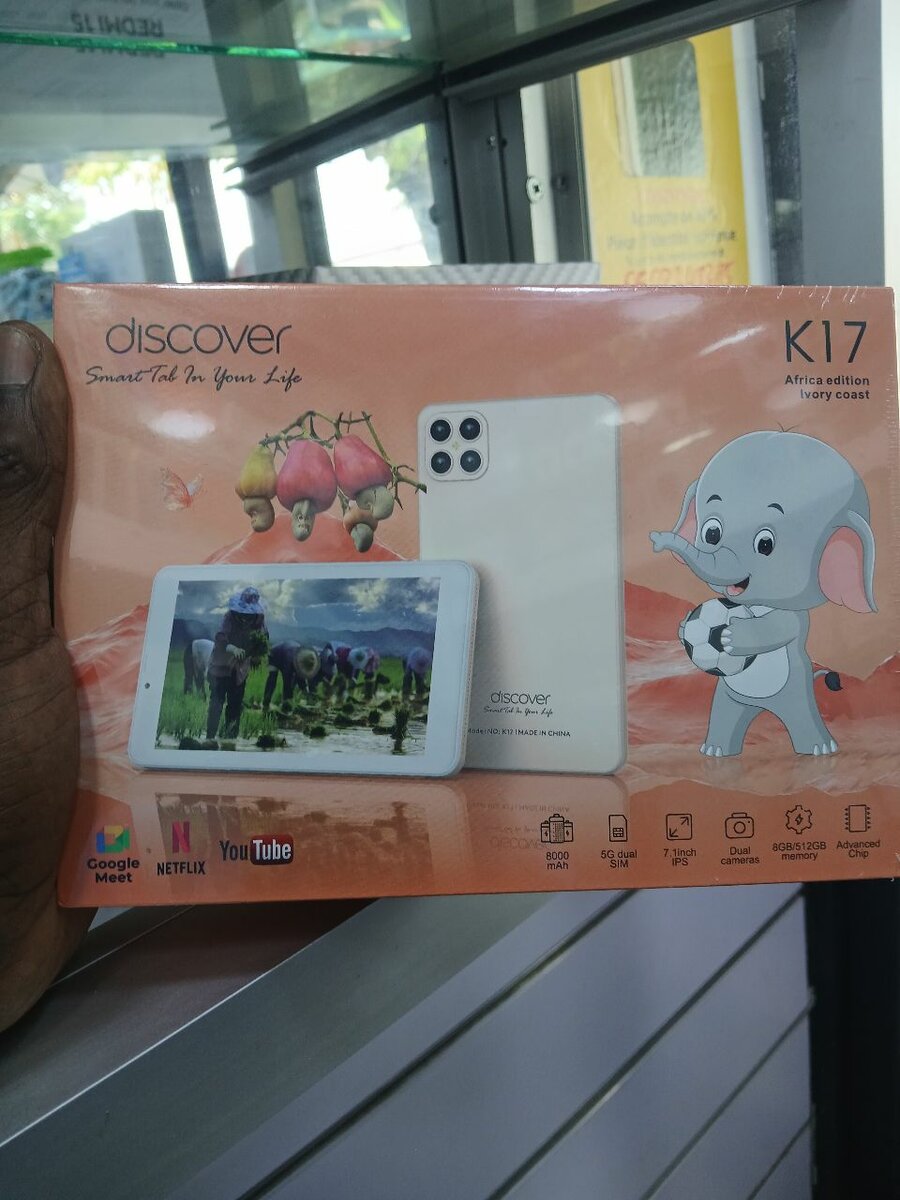 REDMI 15
discover
Smart Tab In Your Life
K17
Africa edition
Ivory coast
discover
Smart Tab In Your Life
Model NO: K17 | MADE IN CHINA
Google
Meet
NETFLIX
YouTube
8000
mAh
5G dual
SIM
7.1inch
IPS
Dual
cameras
8GB/512GB
memory
Advanced
Chip